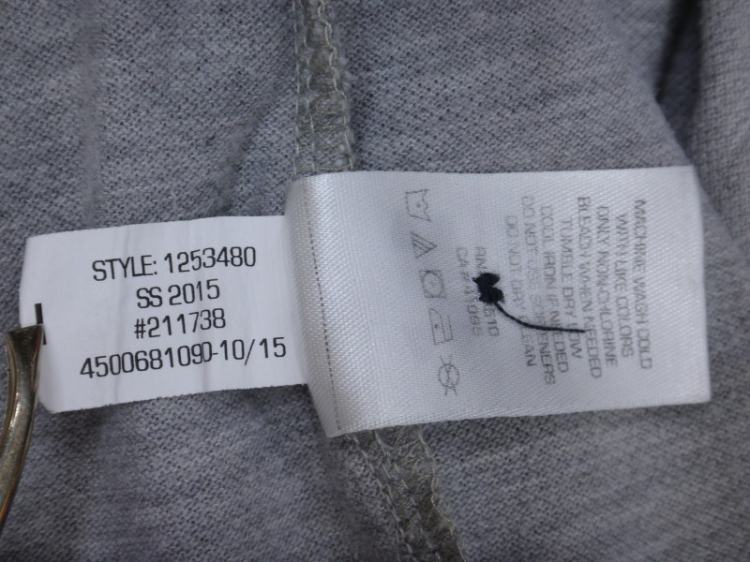 STYLE: 1253480
SS 2015
#211738
4500681090-10/15
MACHINE WASH COLD
WITH LIKE COLORS
ONLY NON-CHLORINE
BLEACH WHEN NEEDED
TUMBLE DRY LOW
COOL IRON IF NEEDED
DO NOT USE SOFTENERS
DO NOT DRY CLEAN